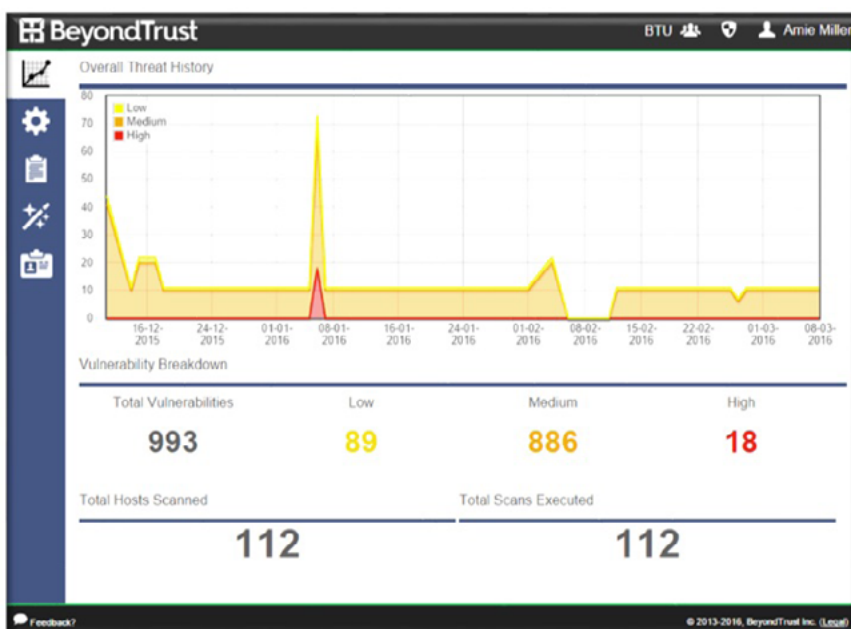 BeyondTrust
BTU
Amie Miller
Overall Threat History
80
70
60
50
40
30
20
10
0
Low
Medium
High
16-12-2015
24-12-2015
01-01-2016
08-01-2016
16-01-2016
24-01-2016
01-02-2016
08-02-2016
15-02-2016
22-02-2016
01-03-2016
08-03-2016
Vulnerability Breakdown
Total Vulnerabilities Low Medium High
993 89 886 18
Total Hosts Scanned Total Scans Executed
112 112
Feedback? © 2013-2016, BeyondTrust Inc. (Legal)